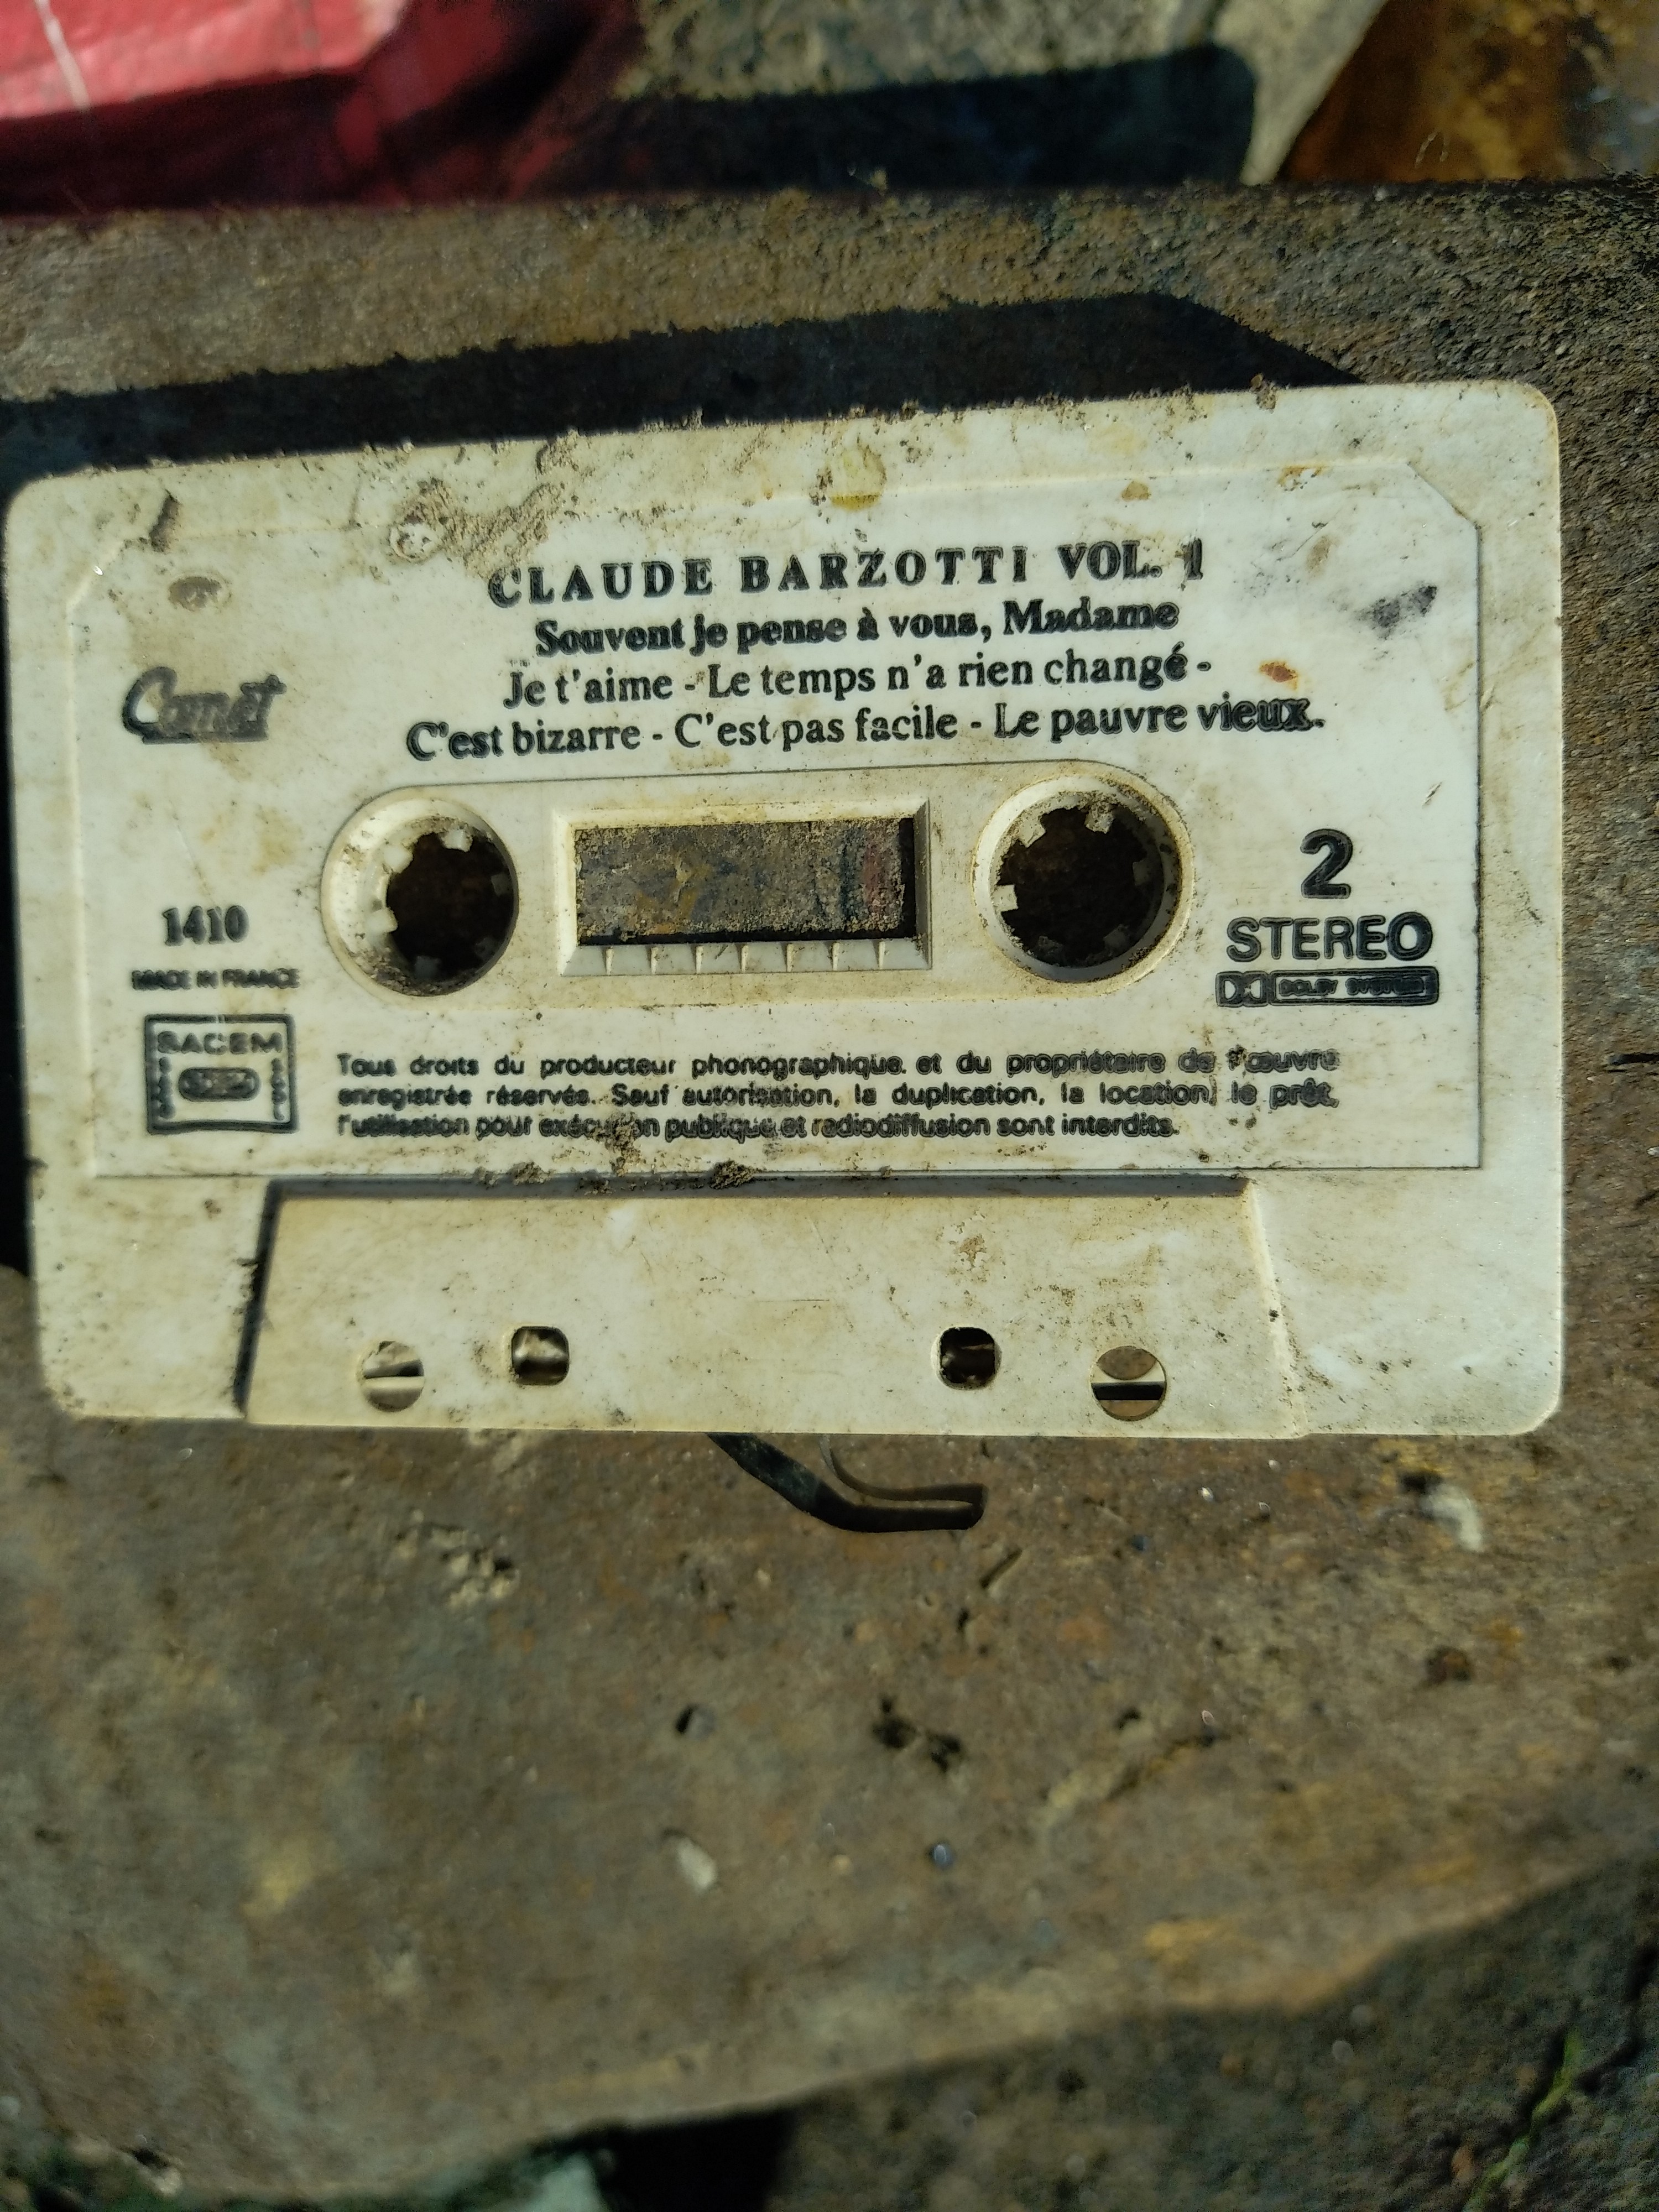 CLAUDE BARZOTTI VOL. 1
Souvent je pense à vous, Madame
Je t'aime - Le temps n'a rien changé -
C'est bizarre - C'est pas facile - Le pauvre vieux.
Comet
1410
MADE IN FRANCE
2
STEREO
DOLBY SYSTEM
SACEM
Tous droits du producteur phonographique et du propriétaire de l'œuvre
enregistrée réservés. Sauf autorisation, la duplication, la location, le prêt,
l'utilisation pour exécution publique et radiodiffusion sont interdits.